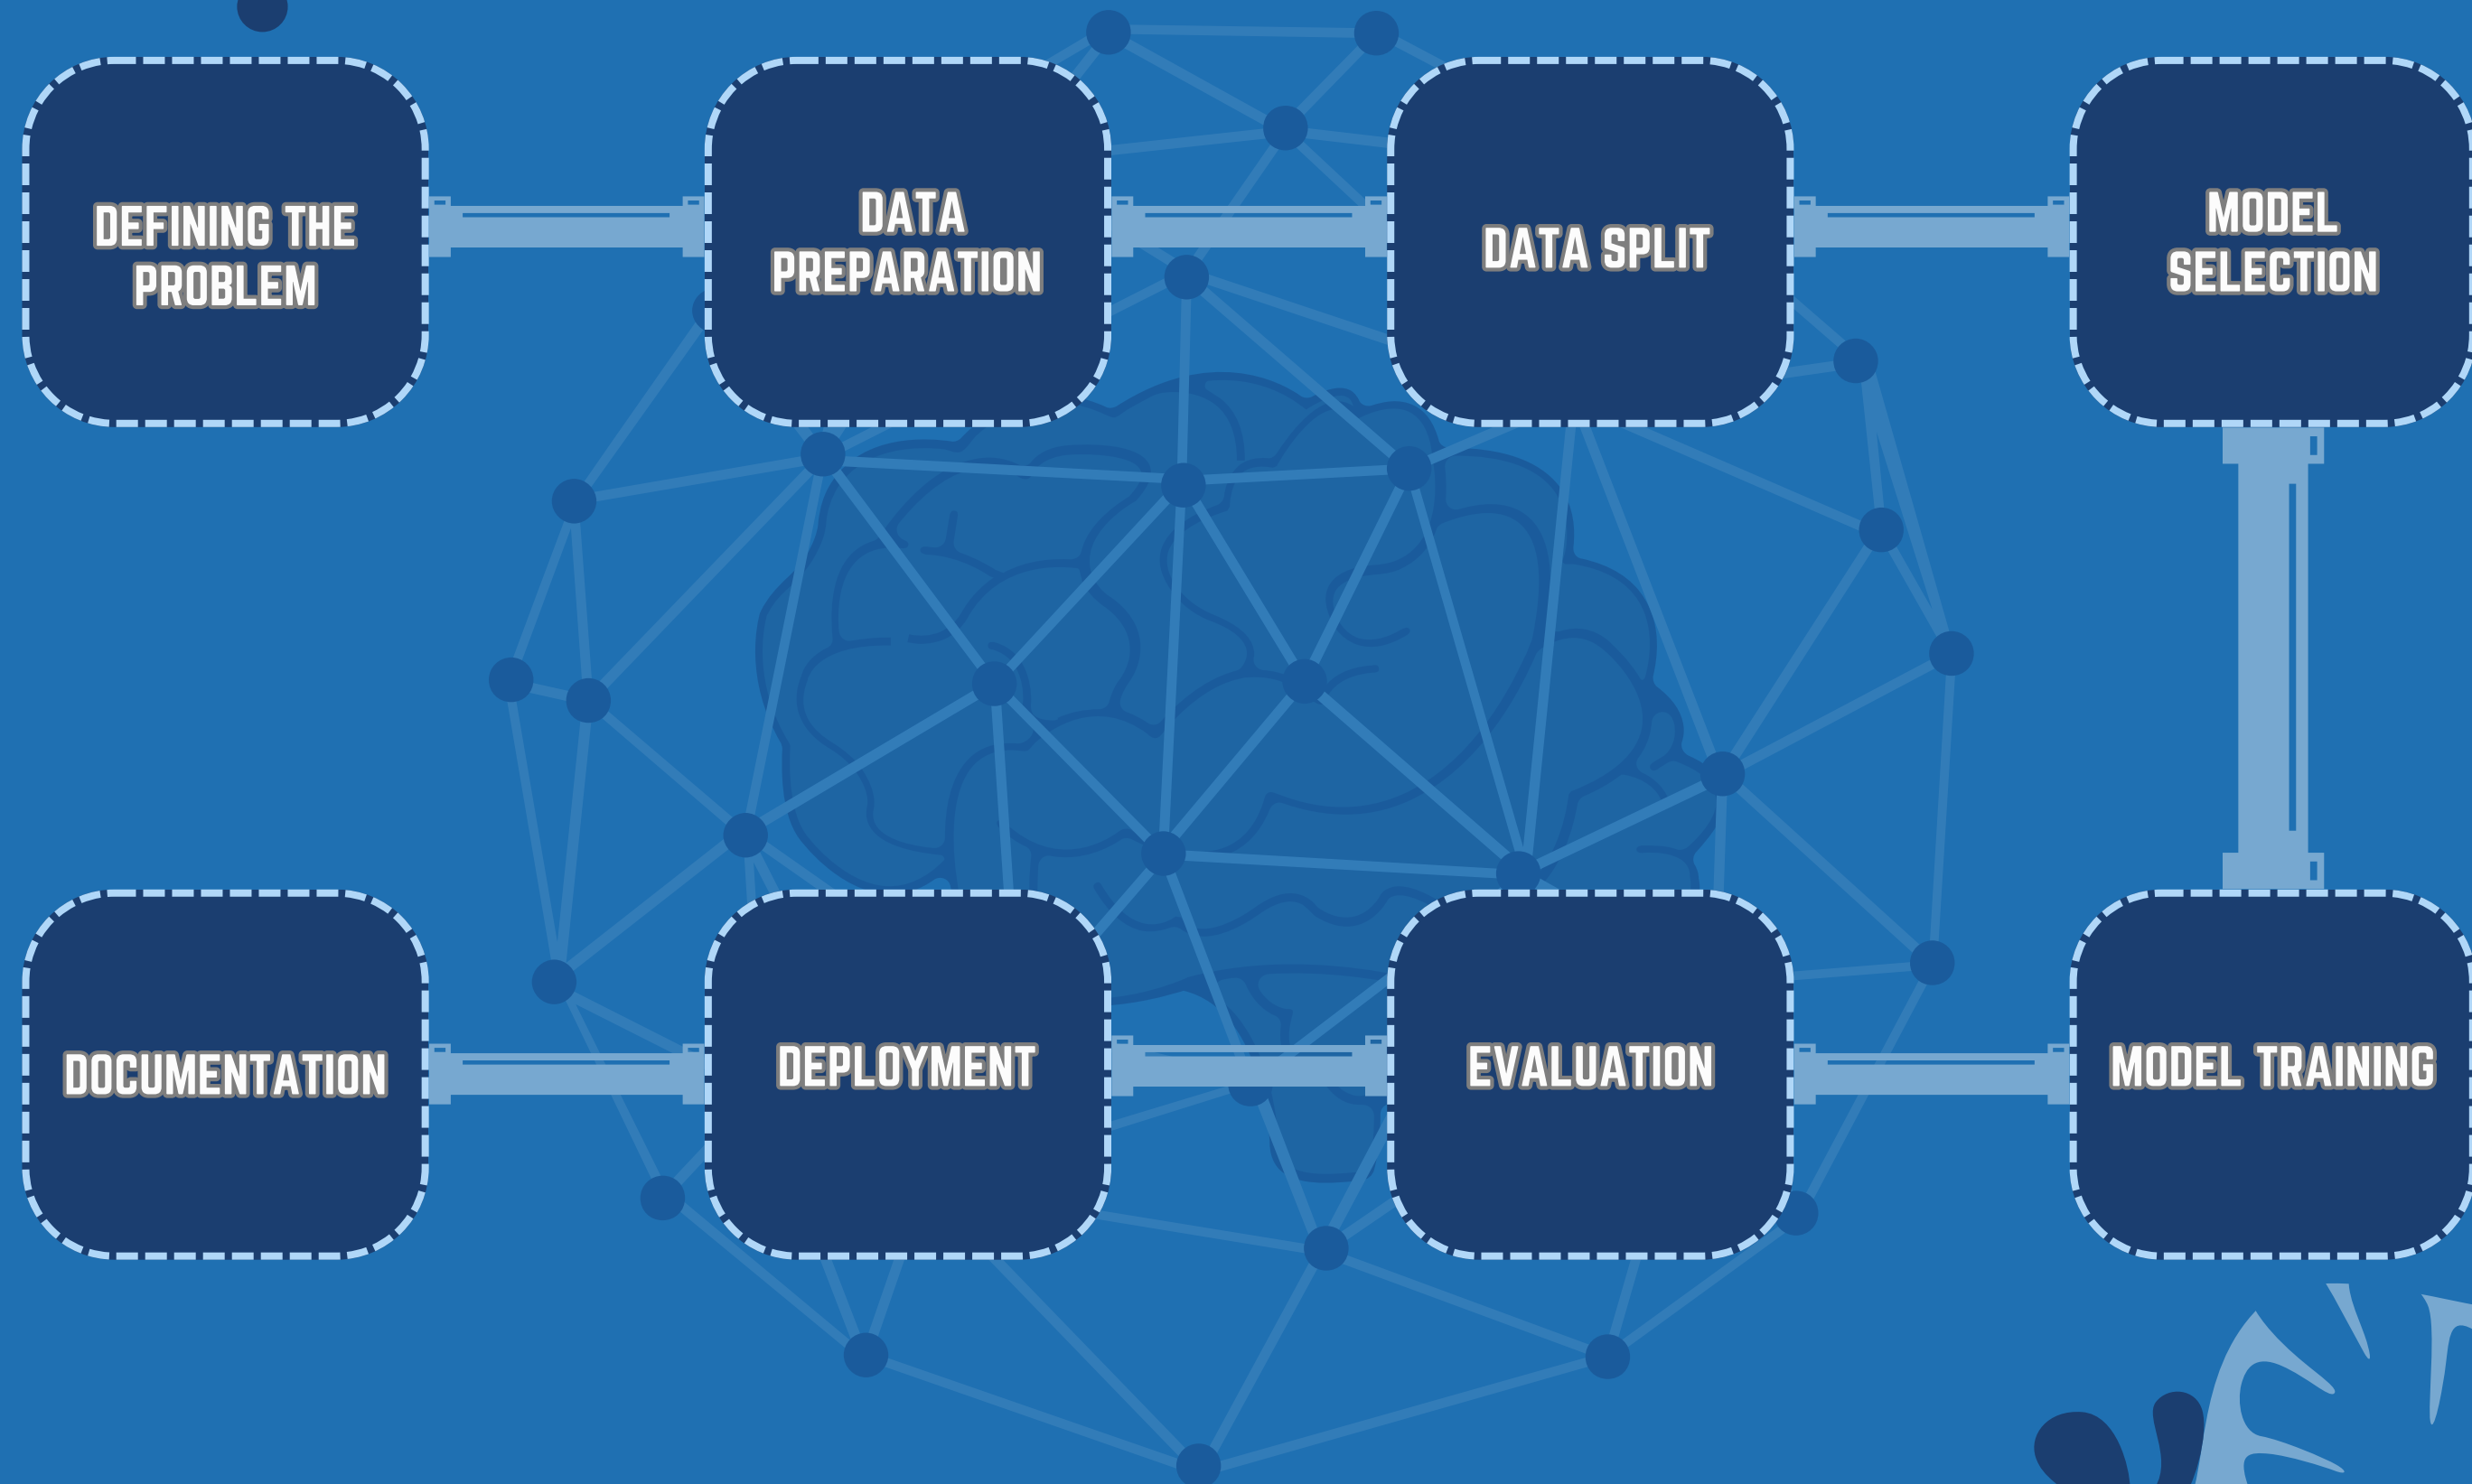 DEFINING THE
PROBLEM
DATA
PREPARATION
DATA SPLIT
MODEL
SELECTION
DOCUMENTATION
DEPLOYMENT
EVALUATION
MODEL TRAINING